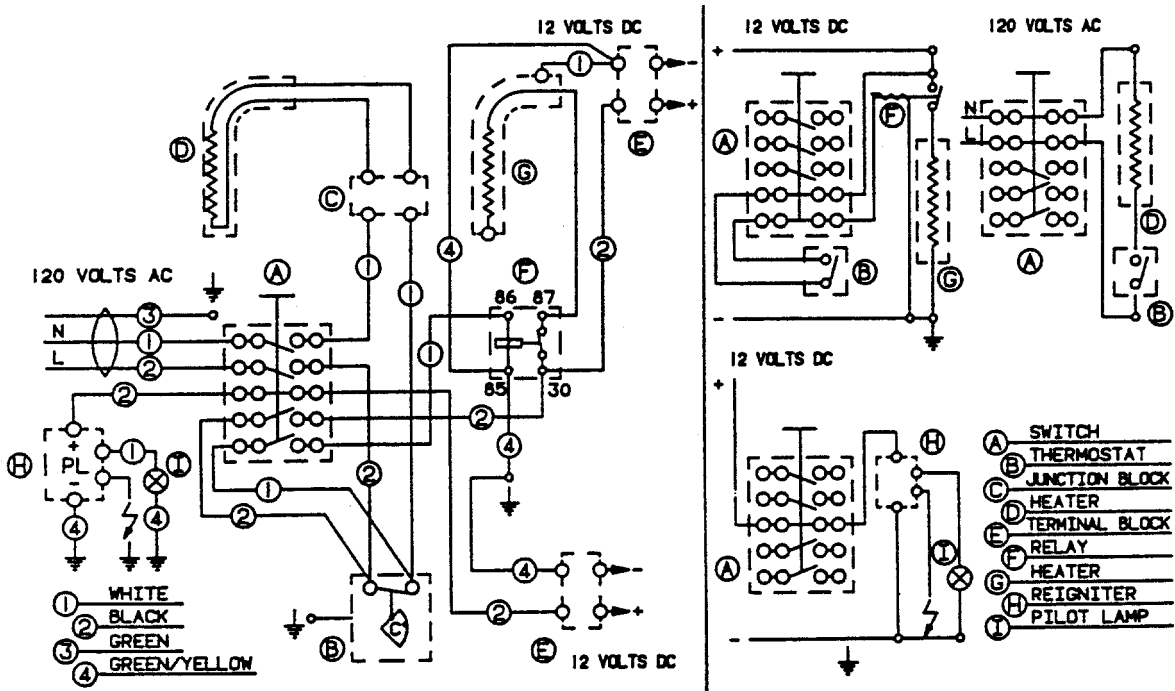 12 VOLTS DC
1
- 
+
D
C
G
E
4
2
120 VOLTS AC
A
F
1
1
3
86 87
N
1
1
L
2
85 30
2
2
+
PL
-
H
1
I
4
4
4
2
1
2
4
-
2
+
C
B
E
12 VOLTS DC
1 WHITE
2 BLACK
3 GREEN
4 GREEN/YELLOW
12 VOLTS DC
+
A
F
B
G
-
120 VOLTS AC
N
L
A
D
B
12 VOLTS DC
+
H
A
I
-
A SWITCH
B THERMOSTAT
C JUNCTION BLOCK
D HEATER
E TERMINAL BLOCK
F RELAY
G HEATER
H REIGNITER
I PILOT LAMP